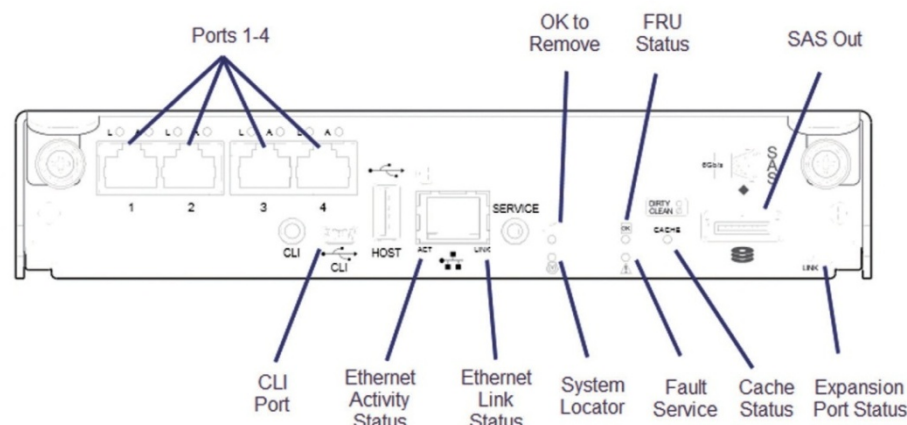 Ports 1-4
OK to
Remove
FRU
Status
SAS Out
L A L A L A L A
1 2 3 4
CLI
CLI
HOST
ACT
LINK
SERVICE
OK
DIRTY
CLEAN
CACHE
6Gb/s
SAS
LINK
CLI
Port
Ethernet
Activity
Status
Ethernet
Link
Status
System
Locator
Fault
Service
Cache
Status
Expansion
Port Status